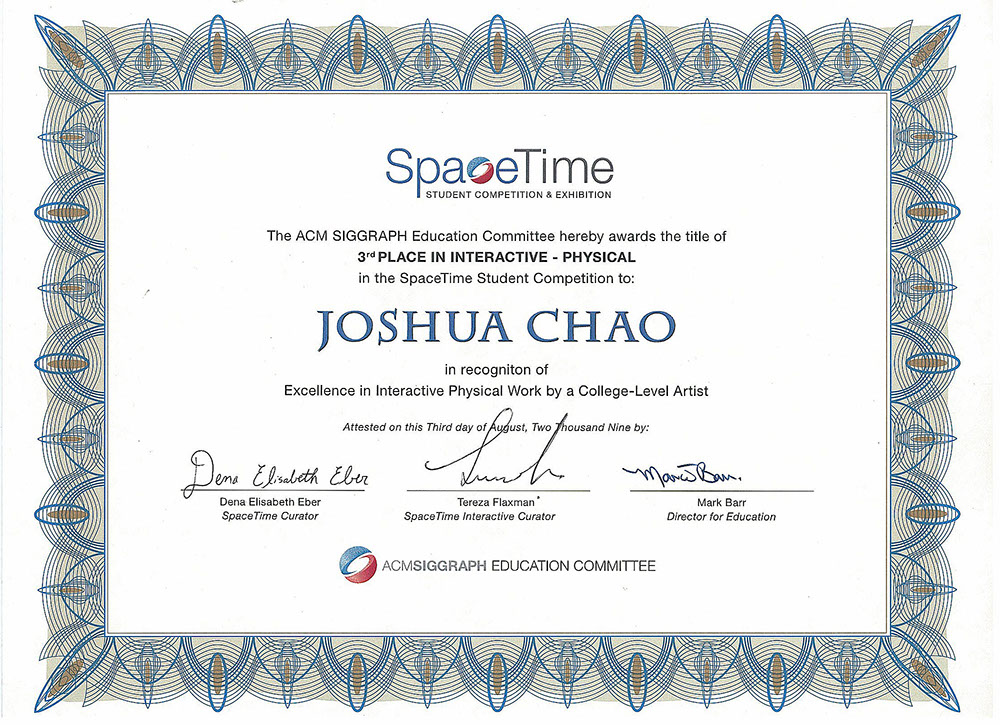 SpaceTime
STUDENT COMPETITION & EXHIBITION
The ACM SIGGRAPH Education Committee hereby awards the title of
3rd PLACE IN INTERACTIVE - PHYSICAL
in the SpaceTime Student Competition to:
JOSHUA CHAO
in recogniton of
Excellence in Interactive Physical Work by a College-Level Artist
Attested on this Third day of August, Two Thousand Nine by:
Dena Elisabeth Eber
Mark Barr
Dena Elisabeth Eber Tereza Flaxman Mark Barr
SpaceTime Curator SpaceTime Interactive Curator Director for Education
ACMSIGGRAPH EDUCATION COMMITTEE